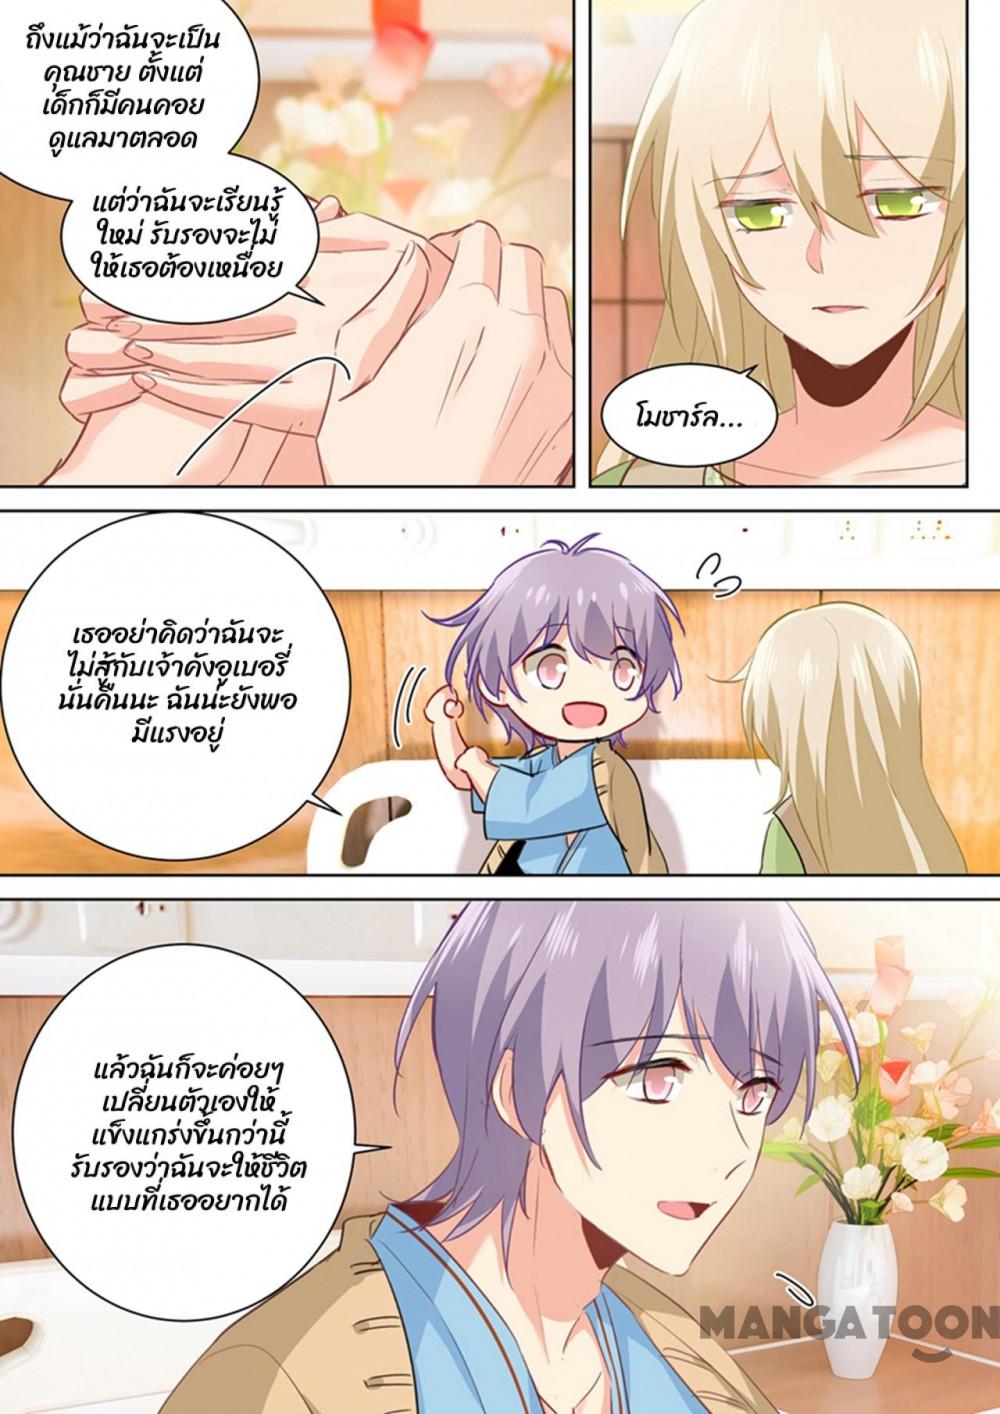 ถึงแม้ว่าฉันจะเป็น
คุณชาย ตั้งแต่
เด็กก็มีคนคอย
ดูแลมาตลอด
แต่ว่าฉันจะเรียนรู้
ใหม่ รับรองจะไม่
ให้เธอต้องเหนื่อย
โมชาร์ล...
เธออย่าคิดว่าฉันจะ
ไม่สู้กับเจ้าคังอูเบอรี่
นั่นคืนนะ ฉันน่ะยังพอ
มีแรงอยู่
แล้วฉันก็จะค่อยๆ
เปลี่ยนตัวเองให้
แข็งแกร่งขึ้นกว่านี้
รับรองว่าฉันจะให้ชีวิต
แบบที่เธออยากได้
MANGATOON